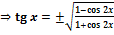 ⇒ tg x = ±√((1−cos 2x)/(1+cos 2x))